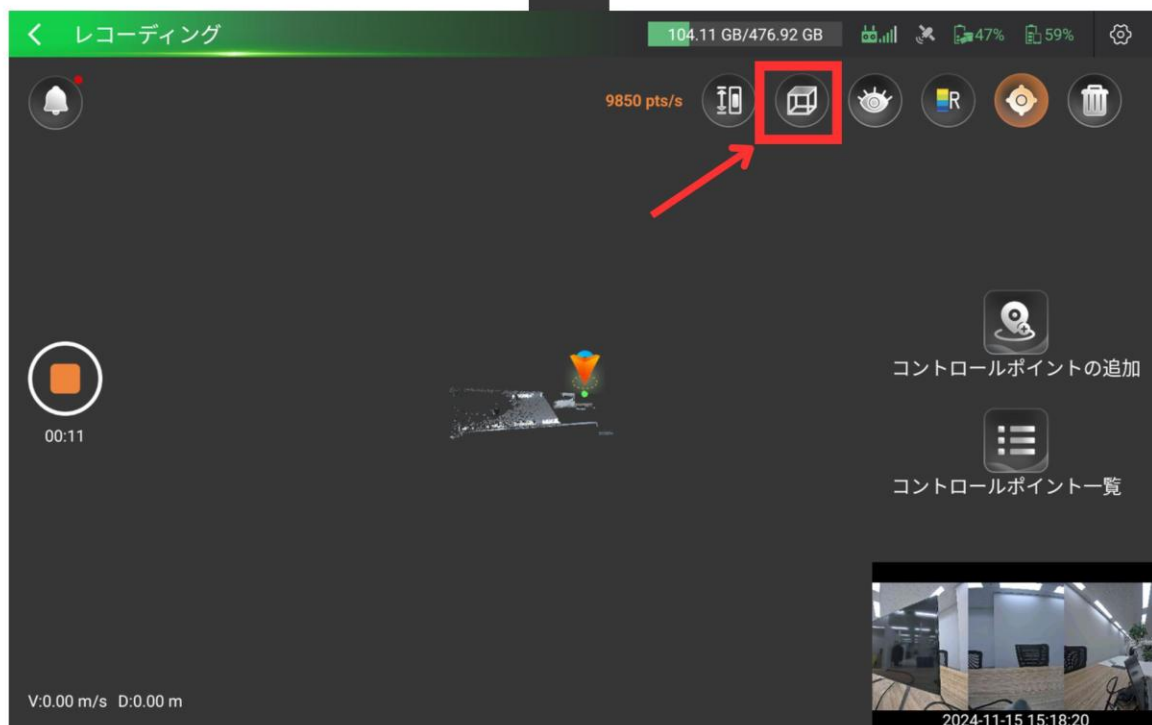 レコーディング
104.11 GB/476.92 GB
47%
59%
9850 pts/s
R
コントロールポイントの追加
00:11
コントロールポイント一覧
V:0.00 m/s D:0.00 m
2024-11-15 15:18:20